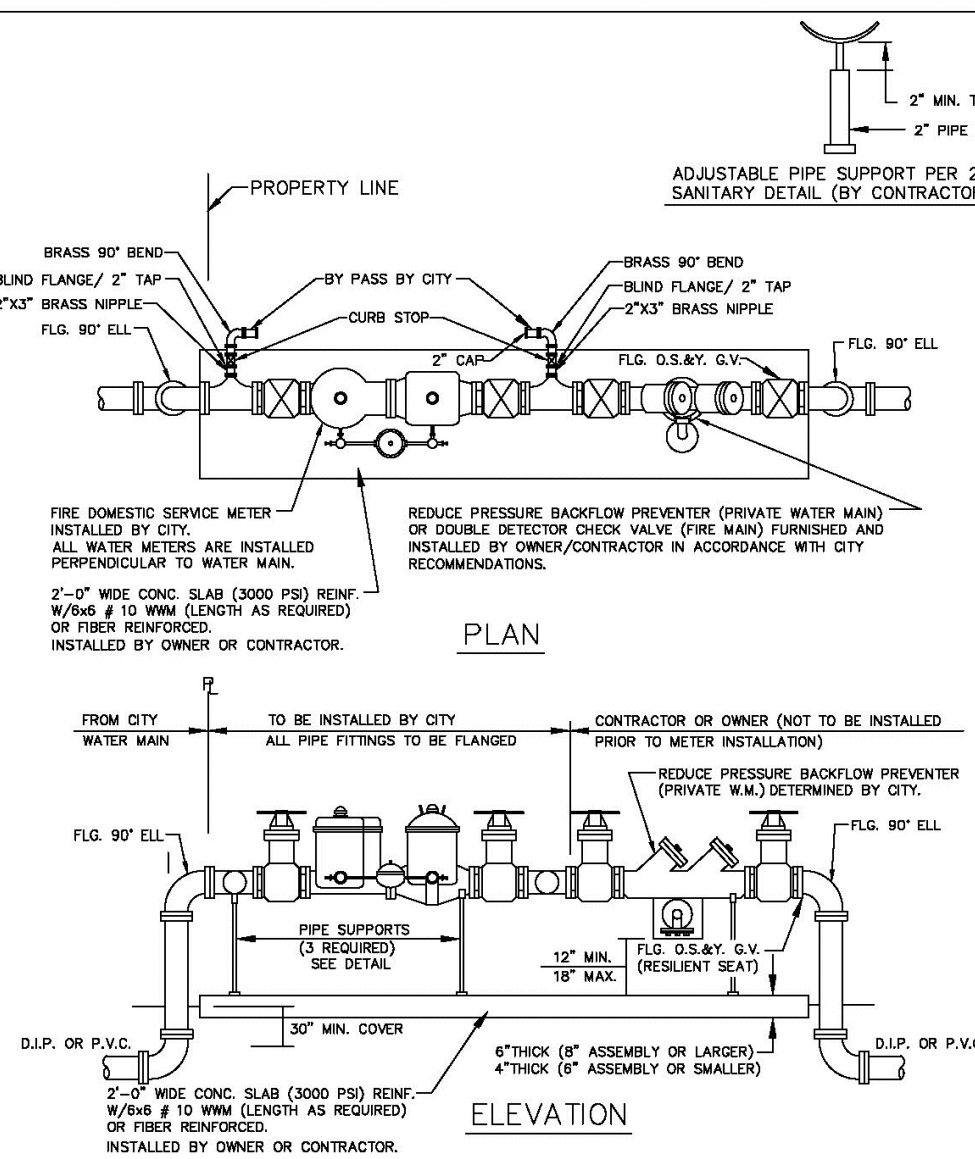 2" MIN. T
2" PIPE
ADJUSTABLE PIPE SUPPORT PER 2
SANITARY DETAIL (BY CONTRACTOR
PROPERTY LINE
BRASS 90° BEND
BLIND FLANGE/ 2" TAP
2"X3" BRASS NIPPLE
FLG. 90° ELL
BY PASS BY CITY
CURB STOP
2" CAP
BRASS 90° BEND
BLIND FLANGE/ 2" TAP
2"X3" BRASS NIPPLE
FLG. O.S.&Y. G.V.
FLG. 90° ELL
FIRE DOMESTIC SERVICE METER
INSTALLED BY CITY.
ALL WATER METERS ARE INSTALLED
PERPENDICULAR TO WATER MAIN.
REDUCE PRESSURE BACKFLOW PREVENTER (PRIVATE WATER MAIN)
OR DOUBLE DETECTOR CHECK VALVE (FIRE MAIN) FURNISHED AND
INSTALLED BY OWNER/CONTRACTOR IN ACCORDANCE WITH CITY
RECOMMENDATIONS.
2'-0" WIDE CONC. SLAB (3000 PSI) REINF.
W/6x6 # 10 WWM (LENGTH AS REQUIRED)
OR FIBER REINFORCED.
INSTALLED BY OWNER OR CONTRACTOR.
PLAN
PL
FROM CITY
WATER MAIN
TO BE INSTALLED BY CITY
ALL PIPE FITTINGS TO BE FLANGED
CONTRACTOR OR OWNER (NOT TO BE INSTALLED
PRIOR TO METER INSTALLATION)
REDUCE PRESSURE BACKFLOW PREVENTER
(PRIVATE W.M.) DETERMINED BY CITY.
FLG. 90° ELL
FLG. 90° ELL
PIPE SUPPORTS
(3 REQUIRED)
SEE DETAIL
12" MIN.
18" MAX.
FLG. O.S.&Y. G.V.
(RESILIENT SEAT)
30" MIN. COVER
D.I.P. OR P.V.C.
6"THICK (8" ASSEMBLY OR LARGER)
4"THICK (6" ASSEMBLY OR SMALLER)
D.I.P. OR P.V.C
2'-0" WIDE CONC. SLAB (3000 PSI) REINF.
W/6x6 # 10 WWM (LENGTH AS REQUIRED)
OR FIBER REINFORCED.
INSTALLED BY OWNER OR CONTRACTOR.
ELEVATION